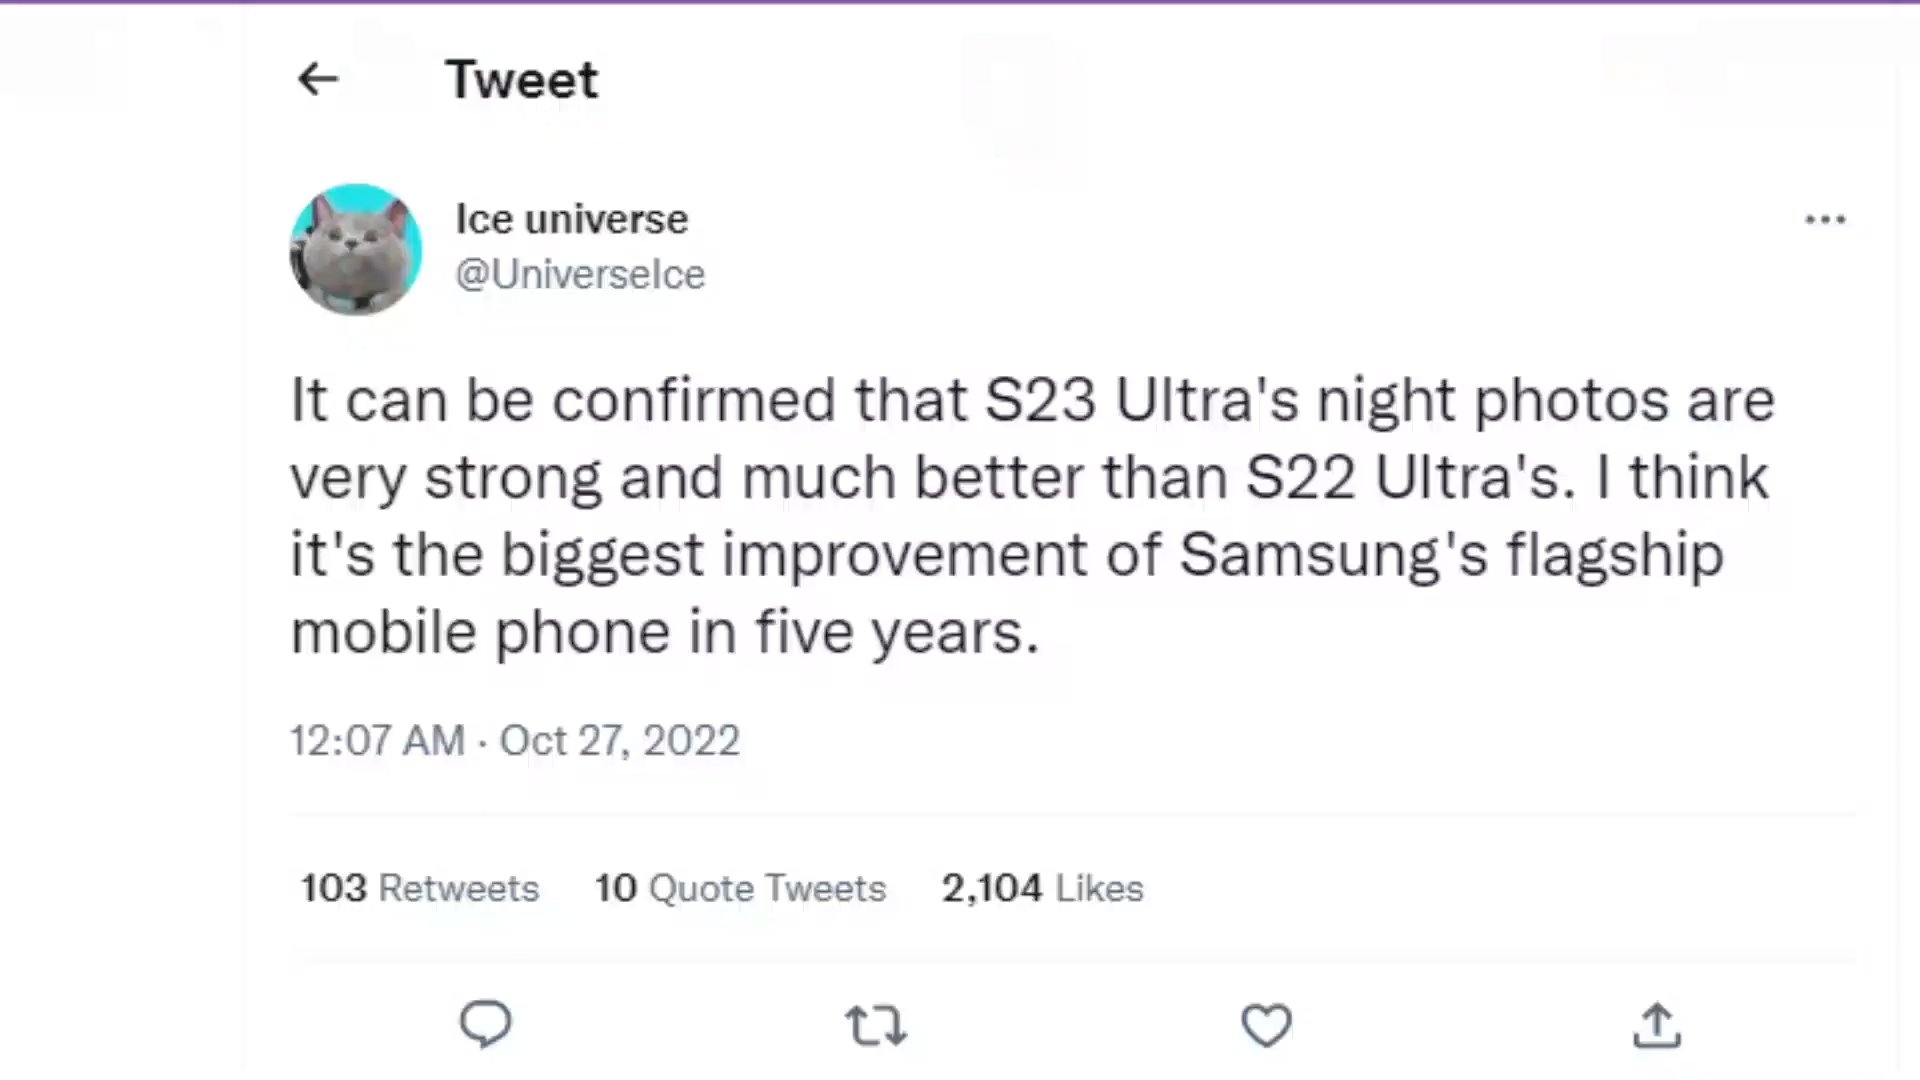 Tweet
Ice universe
@UniverseIce
It can be confirmed that S23 Ultra's night photos are
very strong and much better than S22 Ultra's. I think
it's the biggest improvement of Samsung's flagship
mobile phone in five years.
12:07 AM · Oct 27, 2022
103 Retweets 10 Quote Tweets 2,104 Likes